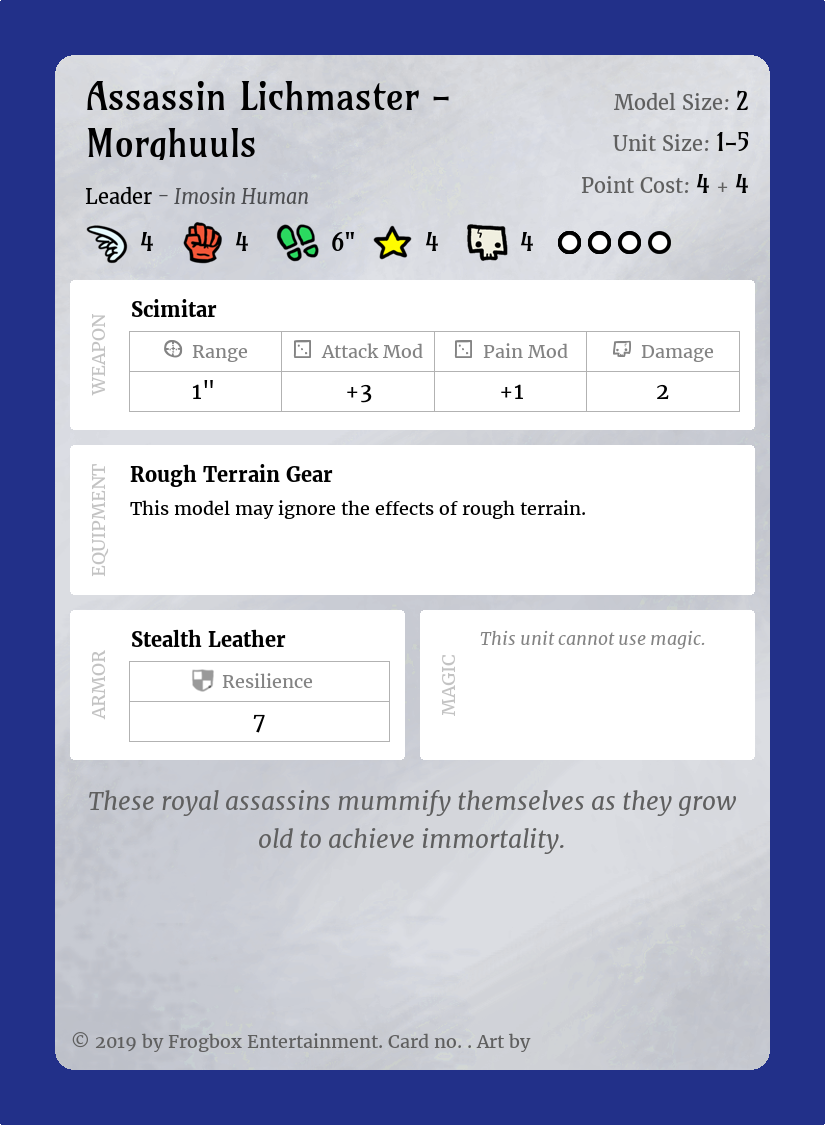 Assassin Lichmaster –
Morghuuls
Model Size: 2
Unit Size: 1–5
Point Cost: 4 + 4
Leader – Imosin Human
4 4 6" 4 4
WEAPON
Scimitar
Range Attack Mod Pain Mod Damage
1" +3 +1 2
EQUIPMENT
Rough Terrain Gear
This model may ignore the effects of rough terrain.
ARMOR
Stealth Leather
Resilience
7
MAGIC
This unit cannot use magic.
These royal assassins mummify themselves as they grow
old to achieve immortality.
© 2019 by Frogbox Entertainment. Card no. . Art by